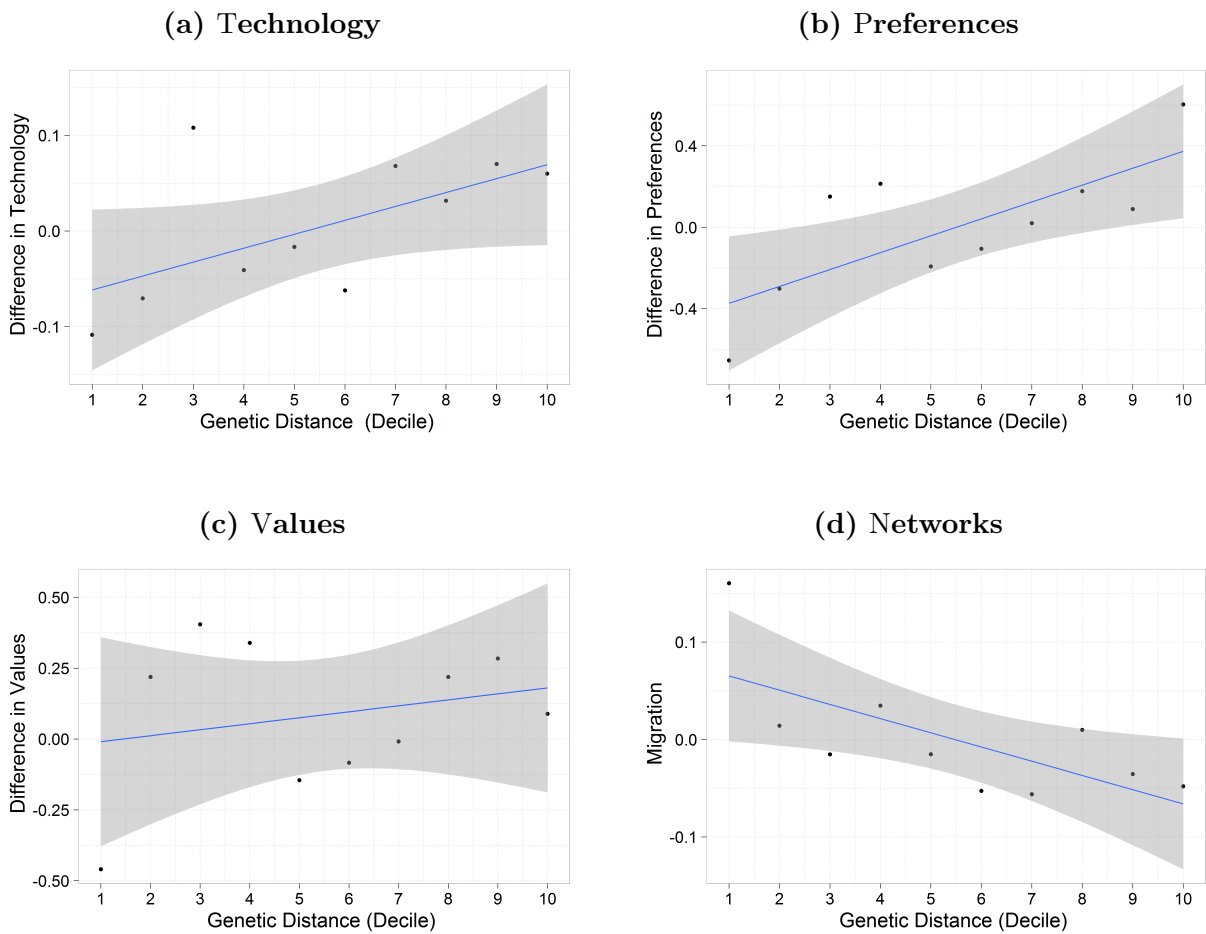 (a) Technology
(b) Preferences
Difference in Technology
0.1
0.0
-0.1
1 2 3 4 5 6 7 8 9 10
Genetic Distance (Decile)
Difference in Preferences
0.4
0.0
-0.4
1 2 3 4 5 6 7 8 9 10
Genetic Distance (Decile)
(c) Values
(d) Networks
Difference in Values
0.50
0.25
0.00
-0.25
-0.50
1 2 3 4 5 6 7 8 9 10
Genetic Distance (Decile)
Migration
0.1
0.0
-0.1
1 2 3 4 5 6 7 8 9 10
Genetic Distance (Decile)